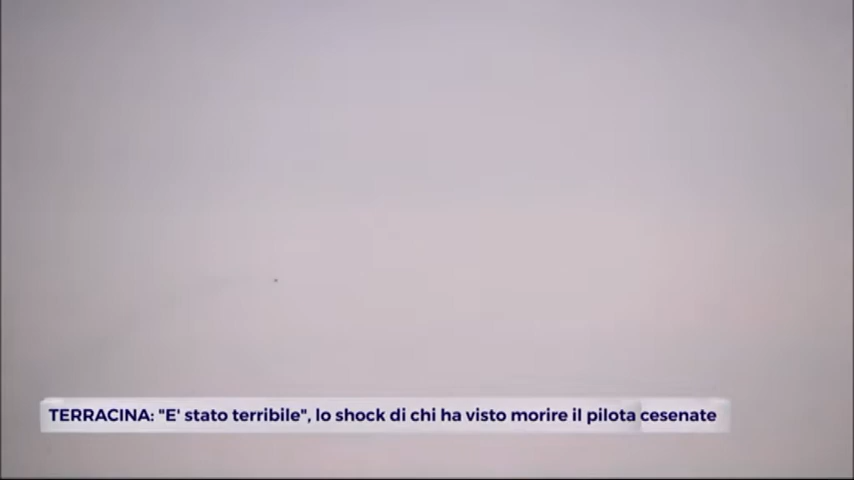 TERRACINA: "E' stato terribile", lo shock di chi ha visto morire il pilota cesenate